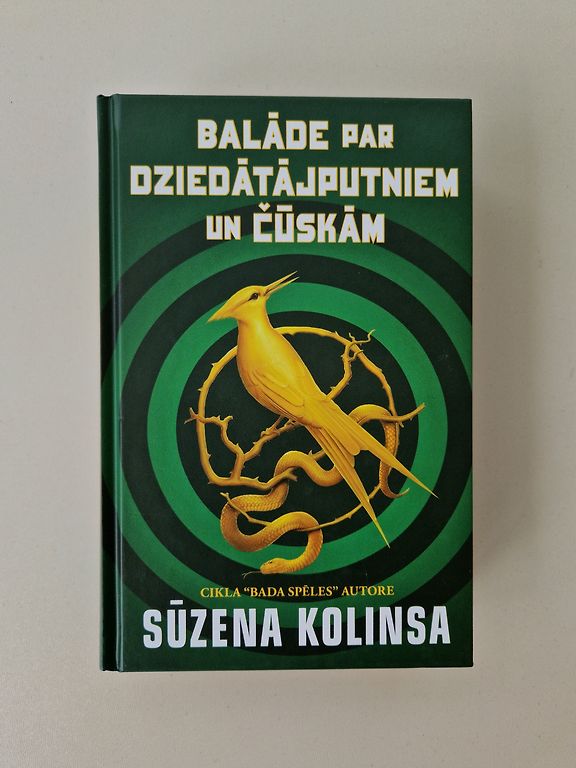 BALĀDE PAR
DZIEDĀTĀJPUTNIEM
UN ČŪSKĀM
CIKLA "BADA SPĒLES" AUTORE
SŪZENA KOLINSA